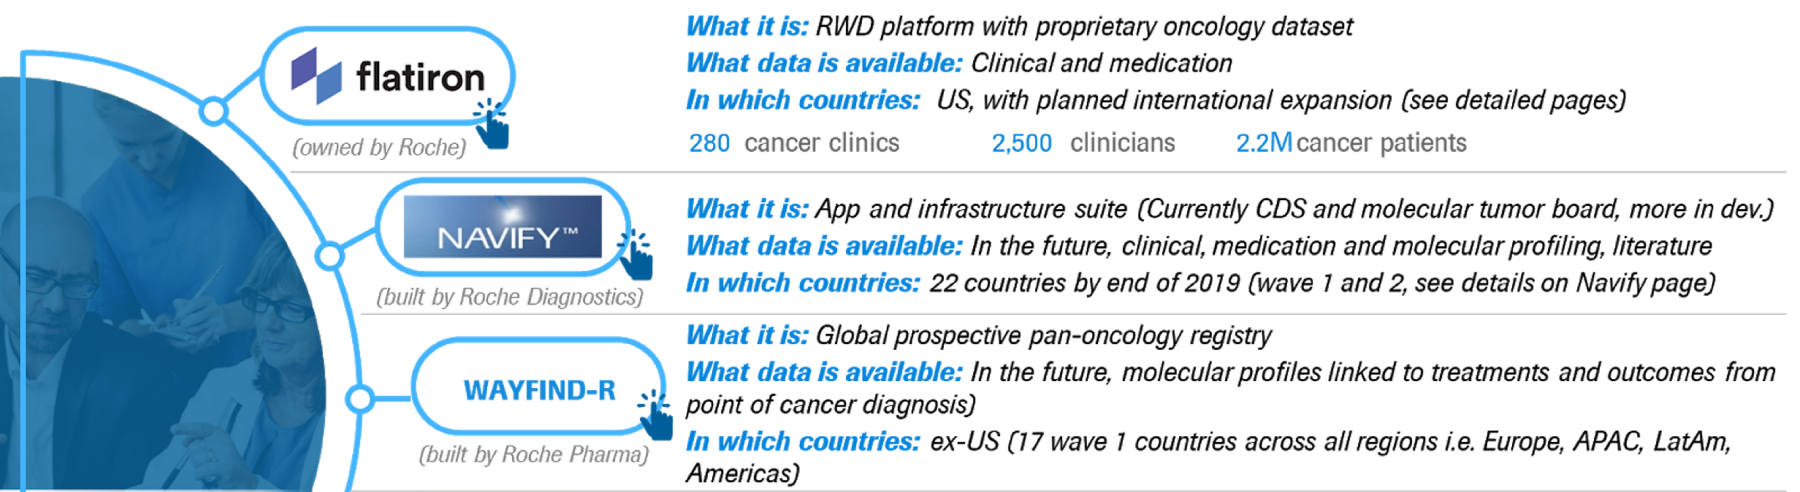 flatiron
(owned by Roche)
What it is: RWD platform with proprietary oncology dataset
What data is available: Clinical and medication
In which countries: US, with planned international expansion (see detailed pages)
280 cancer clinics 2,500 clinicians 2.2M cancer patients
NAVIFY™
(built by Roche Diagnostics)
What it is: App and infrastructure suite (Currently CDS and molecular tumor board, more in dev.)
What data is available: In the future, clinical, medication and molecular profiling, literature
In which countries: 22 countries by end of 2019 (wave 1 and 2, see details on Navify page)
WAYFIND-R
(built by Roche Pharma)
What it is: Global prospective pan-oncology registry
What data is available: In the future, molecular profiles linked to treatments and outcomes from
point of cancer diagnosis)
In which countries: ex-US (17 wave 1 countries across all regions i.e. Europe, APAC, LatAm,
Americas)